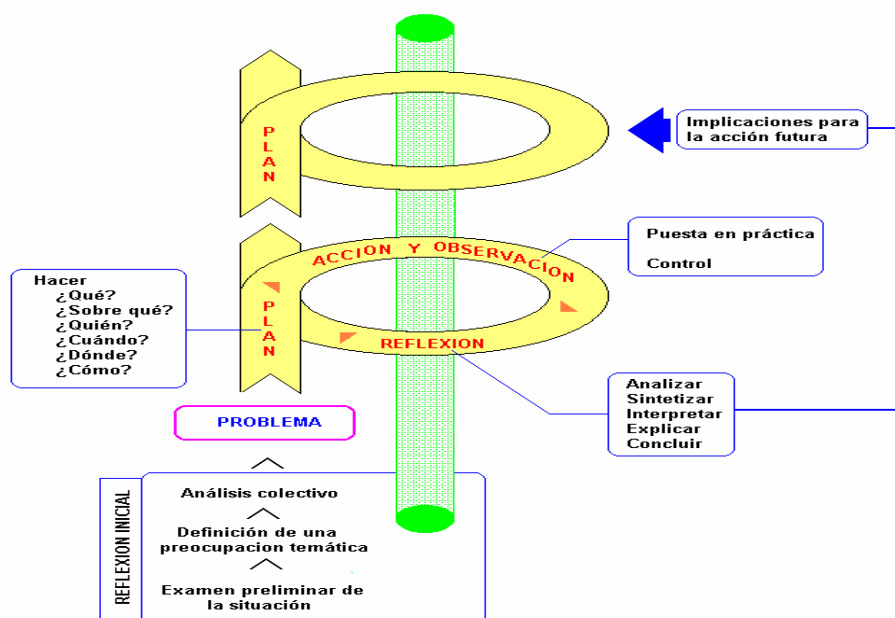 PLAN
Implicaciones para
la acción futura
ACCION Y OBSERVACION
Puesta en práctica
Control
Hacer
¿Qué?
¿Sobre qué?
¿Quién?
¿Cuándo?
¿Dónde?
¿Cómo?
PLAN
REFLEXION
Analizar
Sintetizar
Interpretar
Explicar
Concluir
PROBLEMA
REFLEXION INICIAL
Análisis colectivo
Definición de una
preocupacion temática
Examen preliminar de
la situación